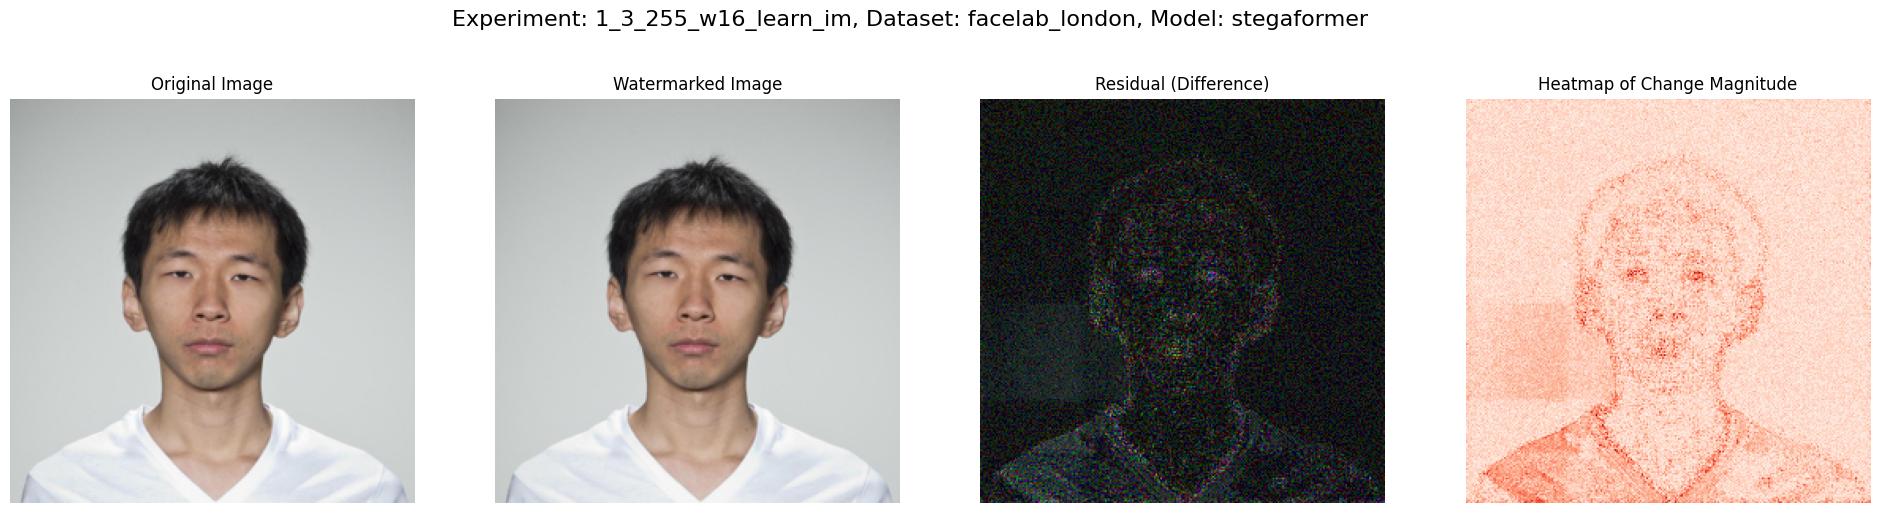 Experiment: 1_3_255_w16_learn_im, Dataset: facelab_london, Model: stegaformer
Original Image
Watermarked Image
Residual (Difference)
Heatmap of Change Magnitude